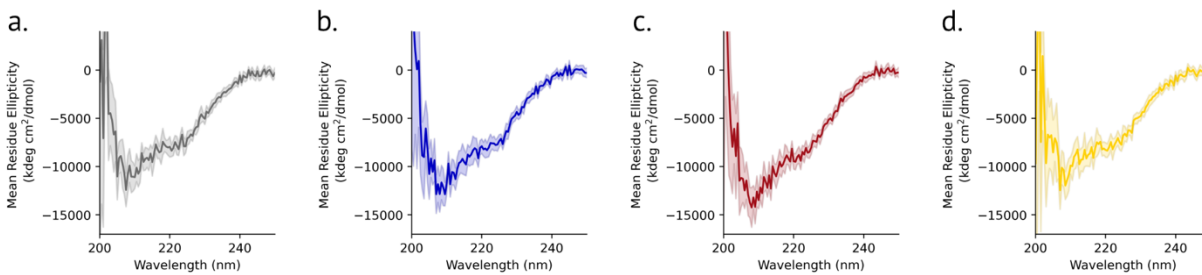 a.
Mean Residue Ellipticity
(kdeg cm²/dmol)
0
−5000
−10000
−15000
200
220
240
Wavelength (nm)
b.
Mean Residue Ellipticity
(kdeg cm²/dmol)
0
−5000
−10000
−15000
200
220
240
Wavelength (nm)
c.
Mean Residue Ellipticity
(kdeg cm²/dmol)
0
−5000
−10000
−15000
200
220
240
Wavelength (nm)
d.
Mean Residue Ellipticity
(kdeg cm²/dmol)
0
−5000
−10000
−15000
200
220
240
Wavelength (nm)